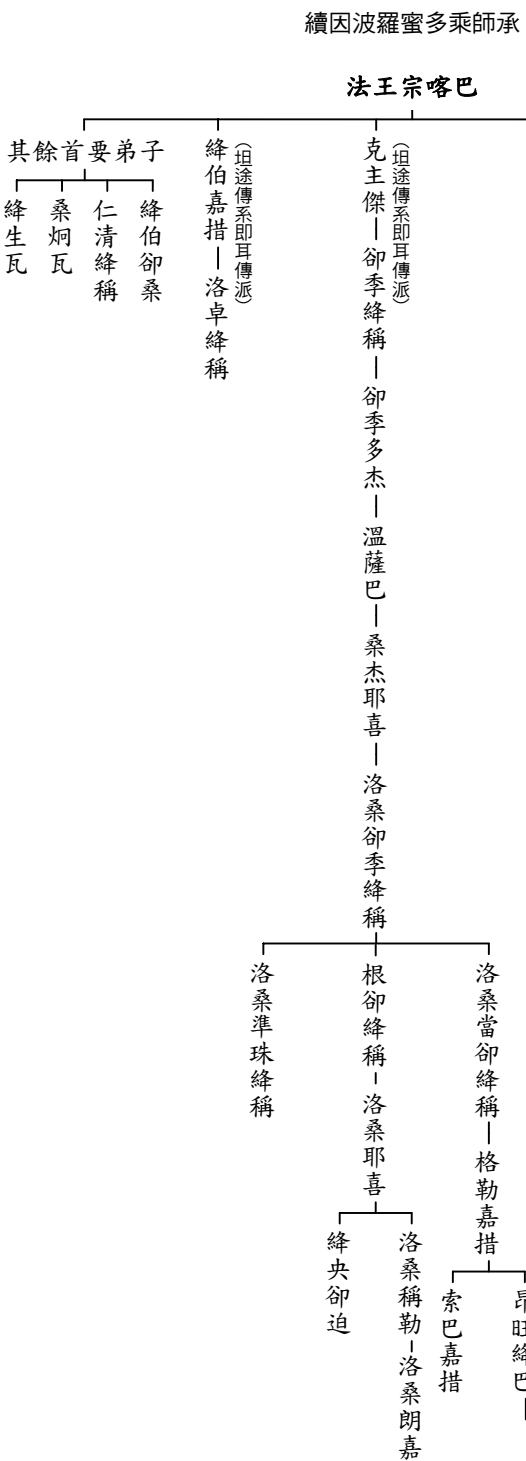 續因波羅蜜多乘師承
法王宗喀巴
(坦途傳系即耳傳派)
克主傑—卻季絳稱—卻季多杰—溫薩巴—桑杰耶喜—洛桑卻季絳稱
洛桑當卻絳稱—格勒嘉措
昂旺絳巴—
索巴嘉措
根卻絳稱-洛桑耶喜
洛桑稱勒-洛桑朗嘉
絳央卻迫
洛桑準珠絳稱
(坦途傳系即耳傳派)
絳伯嘉措—洛卓絳稱
其餘首要弟子
絳伯卻桑
仁清絳稱
桑炯瓦
絳生瓦